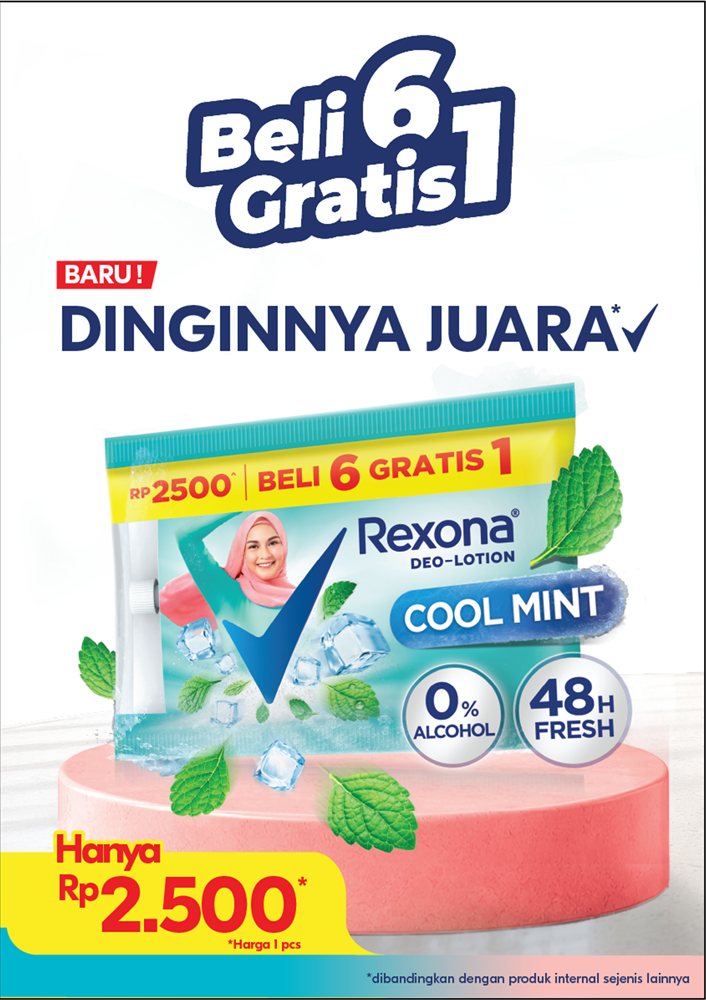 Beli 6
Gratis 1
BARU!
DINGINNYA JUARA*
RP2500^ | BELI 6 GRATIS 1
Rexona®
DEO-LOTION
COOL MINT
0% ALCOHOL
48H FRESH
Hanya
Rp2.500*
*Harga 1 pcs
*dibandingkan dengan produk internal sejenis lainnya